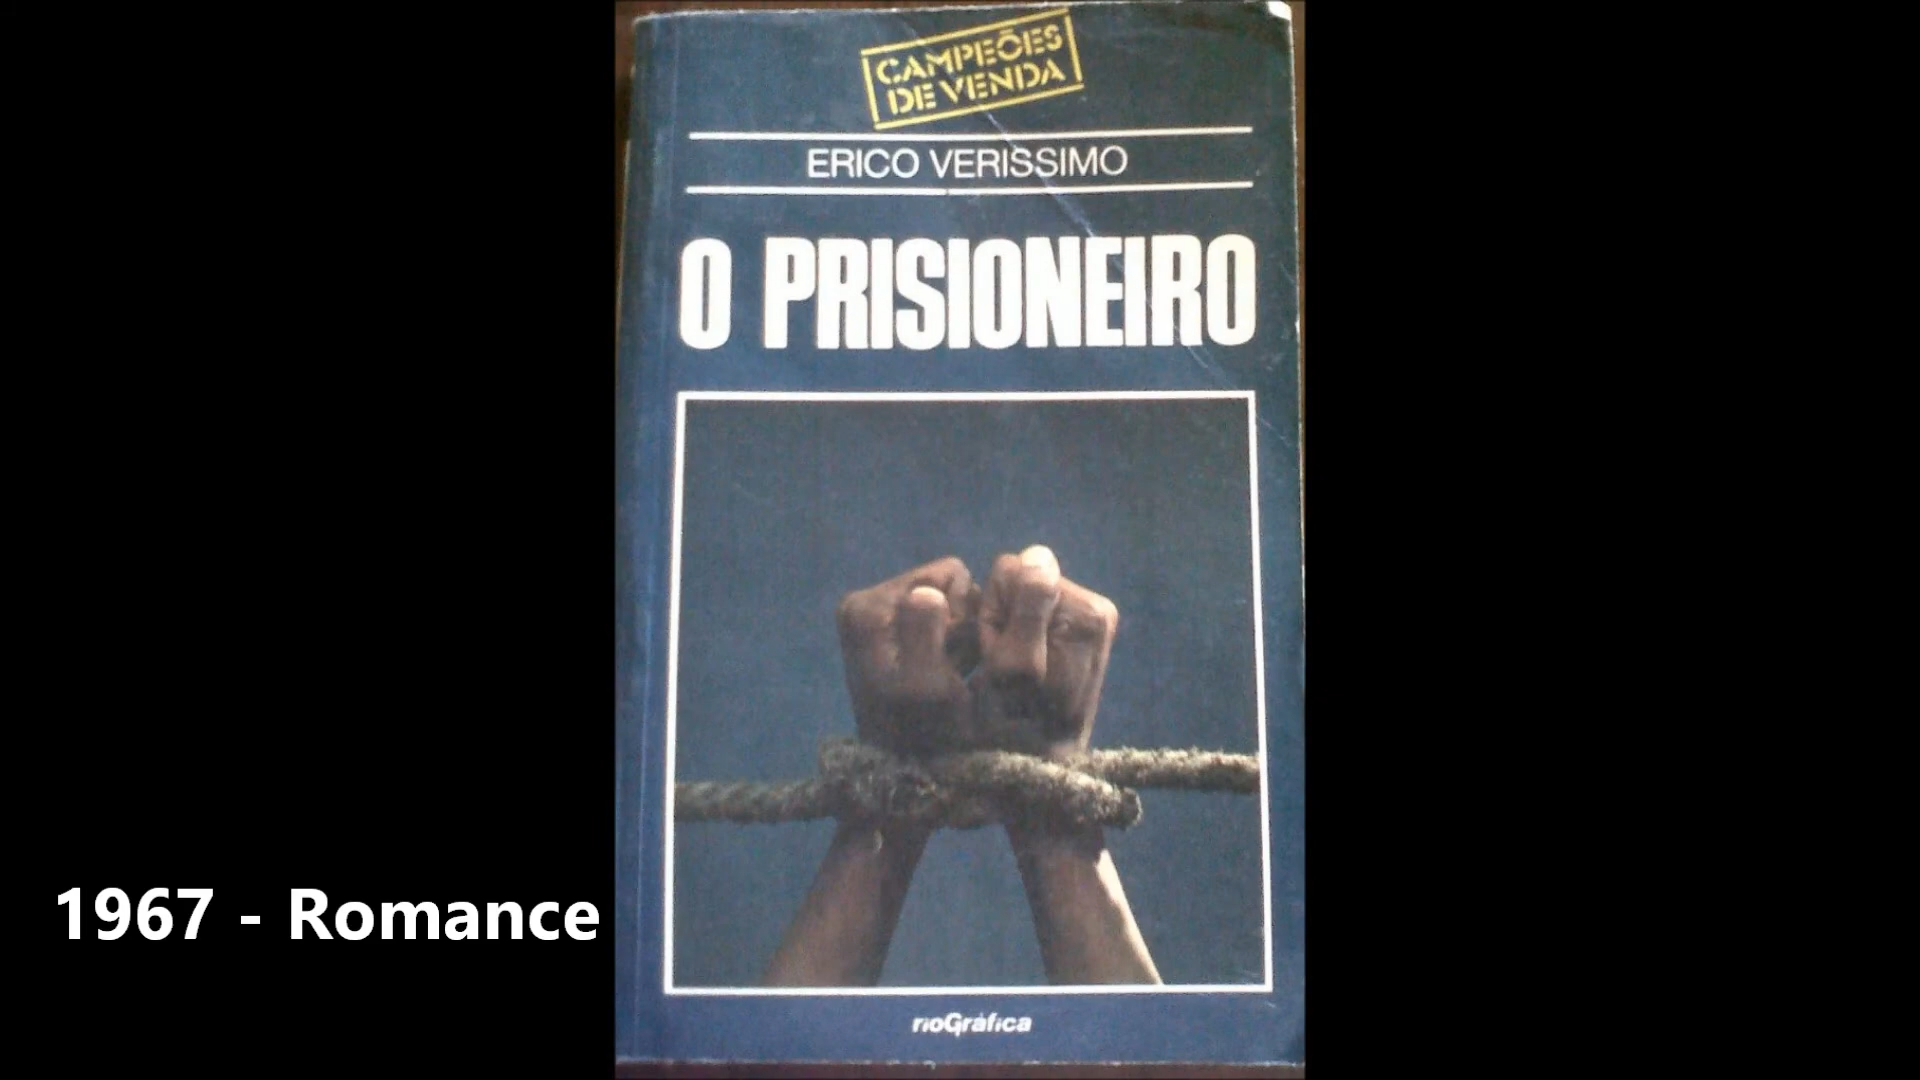 CAMPEÕES
DE VENDA
ERICO VERISSIMO
O PRISIONEIRO
1967 - Romance
rioGráfica